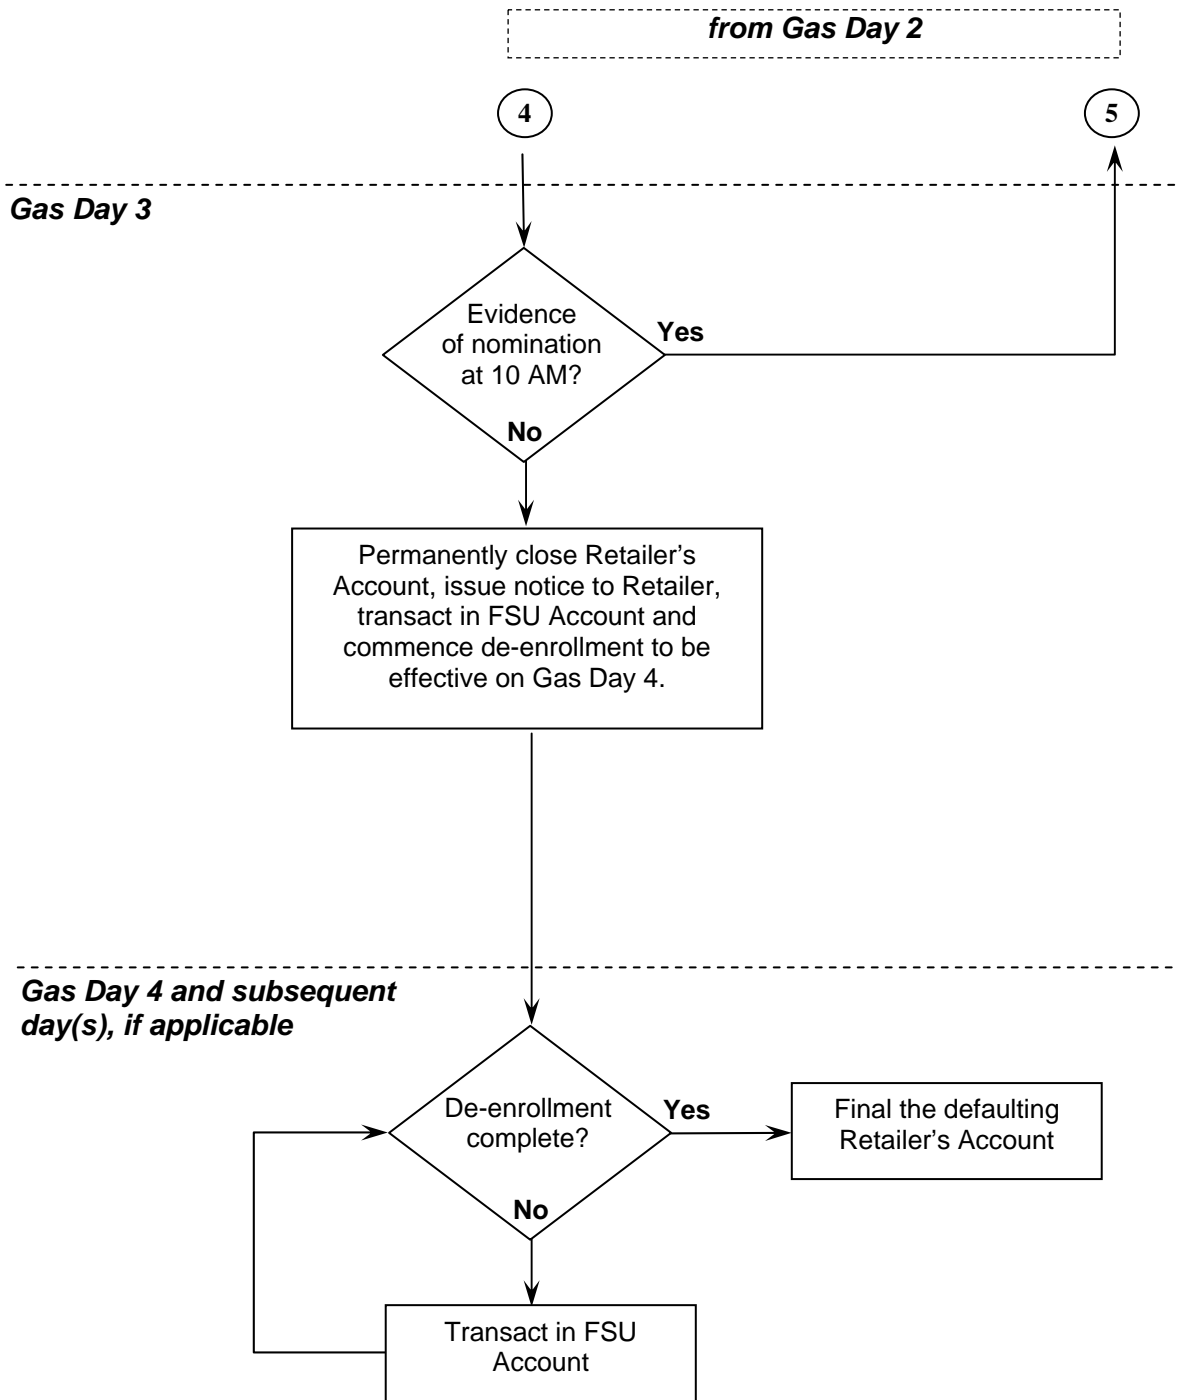 from Gas Day 2
4
5
Gas Day 3
Evidence
of nomination
at 10 AM?
Yes
No
Permanently close Retailer's
Account, issue notice to Retailer,
transact in FSU Account and
commence de-enrollment to be
effective on Gas Day 4.
Gas Day 4 and subsequent
day(s), if applicable
De-enrollment
complete?
Yes
Final the defaulting
Retailer's Account
No
Transact in FSU
Account